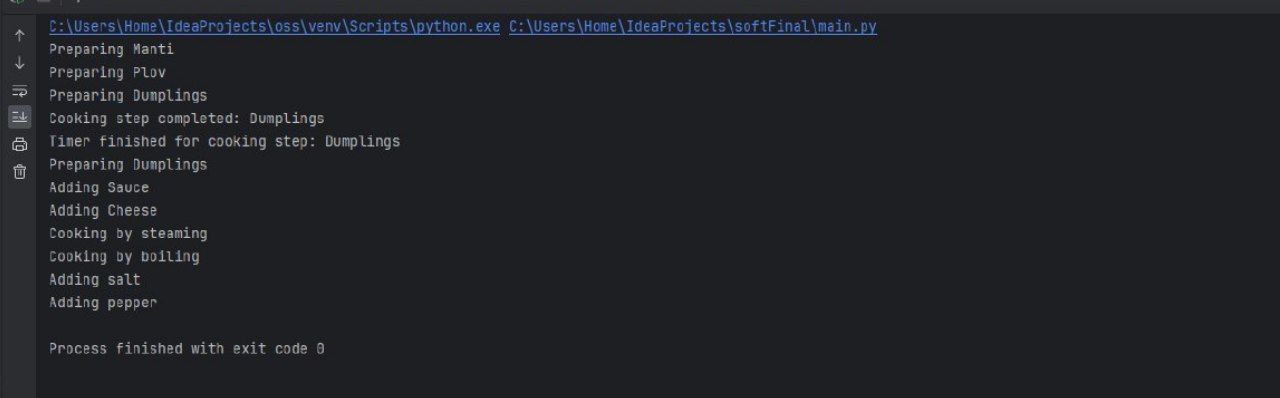 C:\Users\Home\IdeaProjects\oss\venv\Scripts\python.exe C:\Users\Home\IdeaProjects\softFinal\main.py
Preparing Manti
Preparing Plov
Preparing Dumplings
Cooking step completed: Dumplings
Timer finished for cooking step: Dumplings
Preparing Dumplings
Adding Sauce
Adding Cheese
Cooking by steaming
Cooking by boiling
Adding salt
Adding pepper
Process finished with exit code 0